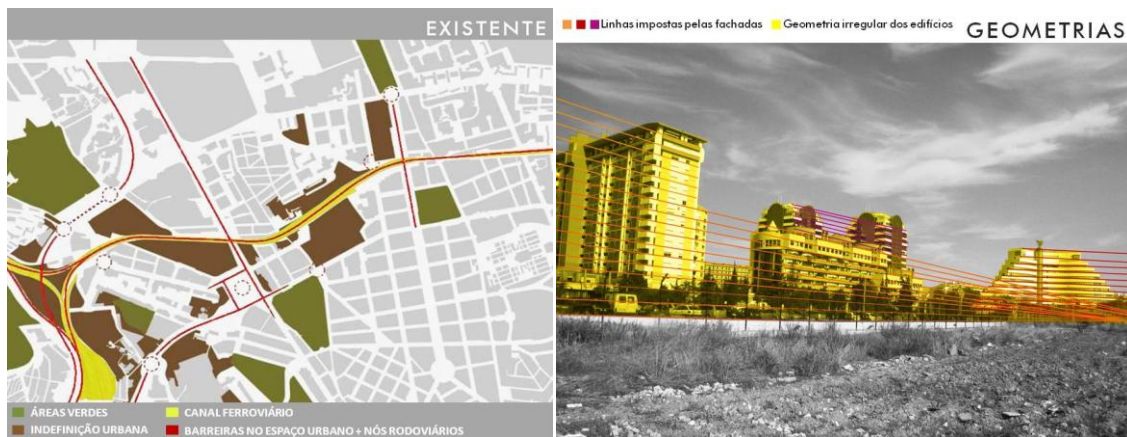 EXISTENTE
ÁREAS VERDES
CANAL FERROVIÁRIO
INDEFINIÇÃO URBANA
BARREIRAS NO ESPAÇO URBANO + NÓS RODOVIÁRIOS
Linhas impostas pelas fachadas
Geometria irregular dos edifícios
GEOMETRIAS